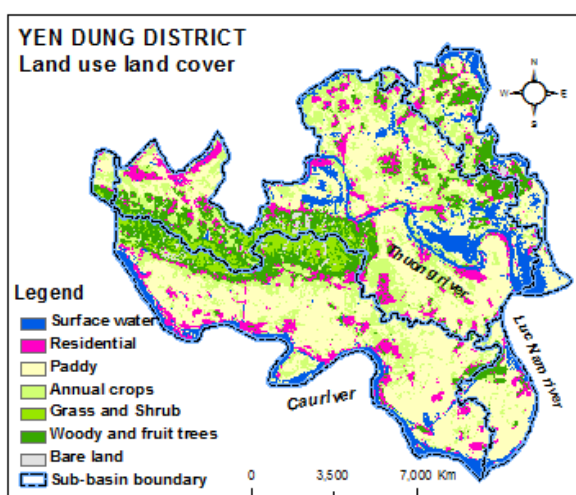 YEN DUNG DISTRICT
Land use land cover
N
W E
S
Thuong river
Luc Nam river
Cauriver
Legend
Surface water
Residential
Paddy
Annual crops
Grass and Shrub
Woody and fruit trees
Bare land
Sub-basin boundary
0 3,500 7,000 Km